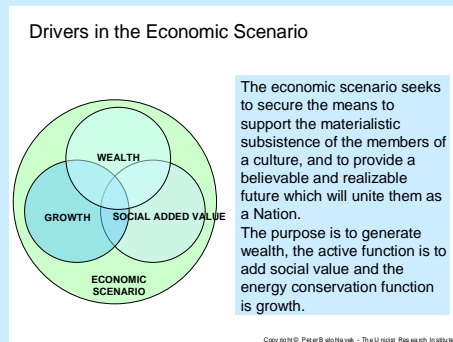 Drivers in the Economic Scenario
WEALTH
GROWTH
SOCIAL ADDED VALUE
ECONOMIC
SCENARIO
The economic scenario seeks
to secure the means to
support the materialistic
subsistence of the members of
a culture, and to provide a
believable and realizable
future which will unite them as
a Nation.
The purpose is to generate
wealth, the active function is to
add social value and the
energy conservation function
is growth.
Copyright © Peter Belohlavek - The Unicist Research Institute